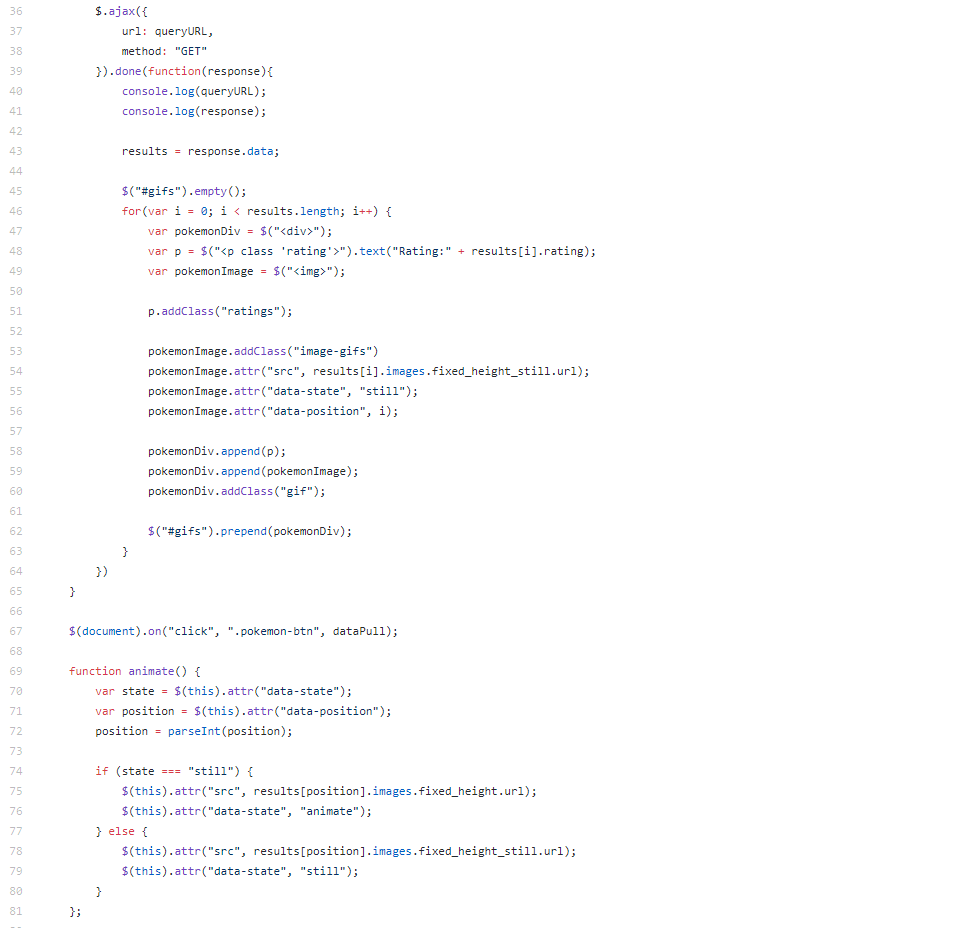 36 $.ajax({
37 url: queryURL,
38 method: "GET"
39 }).done(function(response){
40 console.log(queryURL);
41 console.log(response);
42
43 results = response.data;
44
45 $("#gifs").empty();
46 for(var i = 0; i < results.length; i++) {
47 var pokemonDiv = $("<div>");
48 var p = $("<p class 'rating'>").text("Rating:" + results[i].rating);
49 var pokemonImage = $("<img>");
50
51 p.addClass("ratings");
52
53 pokemonImage.addClass("image-gifs")
54 pokemonImage.attr("src", results[i].images.fixed_height_still.url);
55 pokemonImage.attr("data-state", "still");
56 pokemonImage.attr("data-position", i);
57
58 pokemonDiv.append(p);
59 pokemonDiv.append(pokemonImage);
60 pokemonDiv.addClass("gif");
61
62 $("#gifs").prepend(pokemonDiv);
63 }
64 })
65 }
66
67 $(document).on("click", ".pokemon-btn", dataPull);
68
69 function animate() {
70 var state = $(this).attr("data-state");
71 var position = $(this).attr("data-position");
72 position = parseInt(position);
73
74 if (state === "still") {
75 $(this).attr("src", results[position].images.fixed_height.url);
76 $(this).attr("data-state", "animate");
77 } else {
78 $(this).attr("src", results[position].images.fixed_height_still.url);
79 $(this).attr("data-state", "still");
80 }
81 };